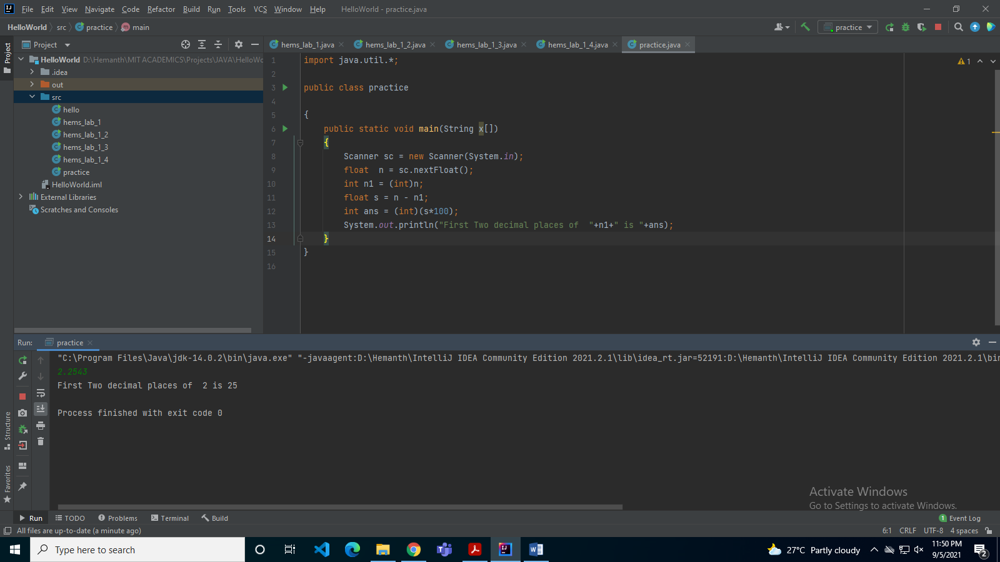 File Edit View Navigate Code Refactor Build Run Tools VCS Window Help HelloWorld - practice.java
HelloWorld src practice main
practice
Project
hems_lab_1.java hems_lab_1_2.java hems_lab_1_3.java hems_lab_1_4.java practice.java
Project
HelloWorld D:\Hemanth\MIT ACADEMICS\Projects\JAVA\HelloWo
.idea
out
src
hello
hems_lab_1
hems_lab_1_2
hems_lab_1_3
hems_lab_1_4
practice
HelloWorld.iml
External Libraries
Scratches and Consoles
1 import java.util.*;
2
3 public class practice
4
5 {
6 public static void main(String x[])
7 {
8 Scanner sc = new Scanner(System.in);
9 float  n = sc.nextFloat();
10 int n1 = (int)n;
11 float s = n - n1;
12 int ans = (int)(s*100);
13 System.out.println("First Two decimal places of  "+n1+" is "+ans);
14 }
15 }
16
1
Run: practice
"C:\Program Files\Java\jdk-14.0.2\bin\java.exe" "-javaagent:D:\Hemanth\IntelliJ IDEA Community Edition 2021.2.1\lib\idea_rt.jar=52191:D:\Hemanth\IntelliJ IDEA Community Edition 2021.2.1\bin
2.2543
First Two decimal places of  2 is 25
Process finished with exit code 0
Structure
Favorites
Activate Windows
Go to Settings to activate Windows.
Run TODO Problems Terminal Build 1 Event Log
All files are up-to-date (a minute ago) 6:1 CRLF UTF-8 4 spaces
Type here to search
27°C Partly cloudy
11:50 PM
9/5/2021
2